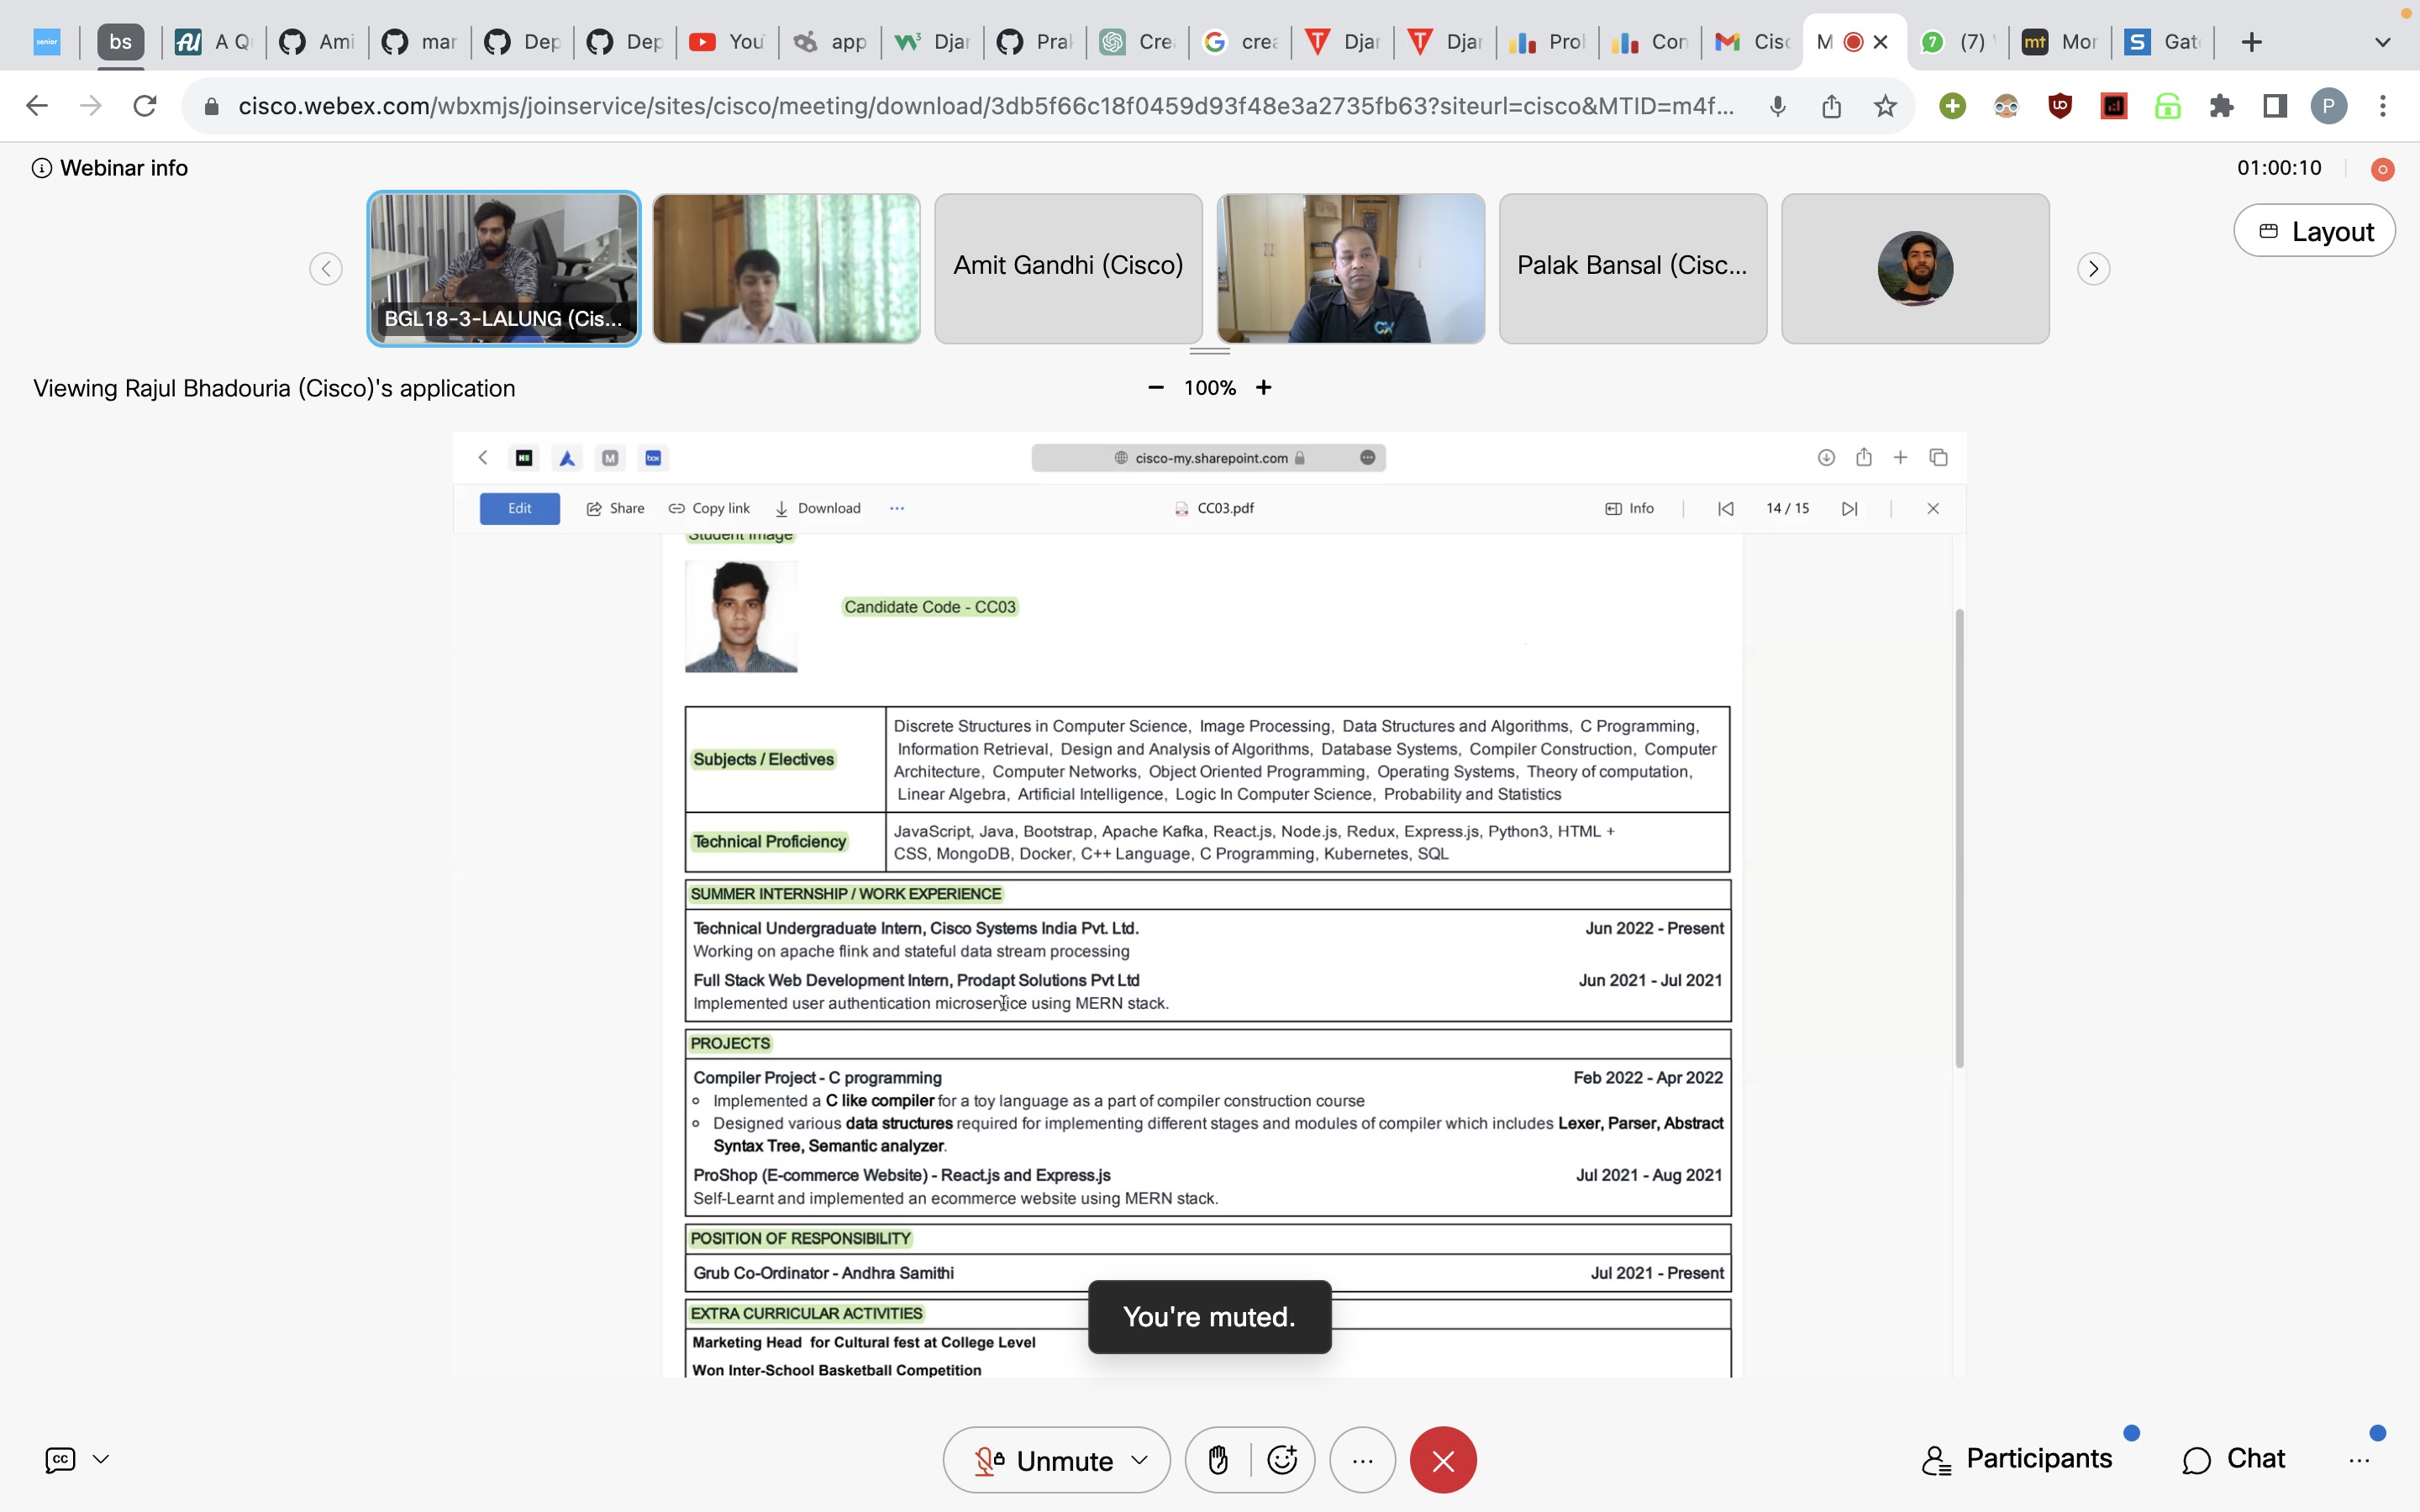 senior
bs
A Q
Ami
mar
Dep
Dep
You
app
Djar
Pra
Cre
crea
Djar
Djar
Pro
Con
Cisc
M
7
(7)
mt
Mor
S
Gat
cisco.webex.com/wbxmjs/joinservice/sites/cisco/meeting/download/3db5f66c18f0459d93f48e3a2735fb63?siteurl=cisco&MTID=m4f...
P
Webinar info
01:00:10
Layout
BGL18-3-LALUNG (Cis...
Amit Gandhi (Cisco)
Palak Bansal (Cisc...
Viewing Rajul Bhadouria (Cisco)'s application
100%
M
box
cisco-my.sharepoint.com
Edit
Share
Copy link
Download
CC03.pdf
Info
14 / 15
Student Image
Candidate Code - CC03
Subjects / Electives
Discrete Structures in Computer Science, Image Processing, Data Structures and Algorithms, C Programming,
Information Retrieval, Design and Analysis of Algorithms, Database Systems, Compiler Construction, Computer
Architecture, Computer Networks, Object Oriented Programming, Operating Systems, Theory of computation,
Linear Algebra, Artificial Intelligence, Logic In Computer Science, Probability and Statistics
Technical Proficiency
JavaScript, Java, Bootstrap, Apache Kafka, React.js, Node.js, Redux, Express.js, Python3, HTML +
CSS, MongoDB, Docker, C++ Language, C Programming, Kubernetes, SQL
SUMMER INTERNSHIP / WORK EXPERIENCE
Technical Undergraduate Intern, Cisco Systems India Pvt. Ltd. Jun 2022 - Present
Working on apache flink and stateful data stream processing
Full Stack Web Development Intern, Prodapt Solutions Pvt Ltd Jun 2021 - Jul 2021
Implemented user authentication microservice using MERN stack.
PROJECTS
Compiler Project - C programming Feb 2022 - Apr 2022
Implemented a C like compiler for a toy language as a part of compiler construction course
Designed various data structures required for implementing different stages and modules of compiler which includes Lexer, Parser, Abstract
Syntax Tree, Semantic analyzer.
ProShop (E-commerce Website) - React.js and Express.js Jul 2021 - Aug 2021
Self-Learnt and implemented an ecommerce website using MERN stack.
POSITION OF RESPONSIBILITY
Grub Co-Ordinator - Andhra Samithi Jul 2021 - Present
EXTRA CURRICULAR ACTIVITIES
Marketing Head for Cultural fest at College Level
Won Inter-School Basketball Competition
You're muted.
CC
Unmute
Participants
Chat